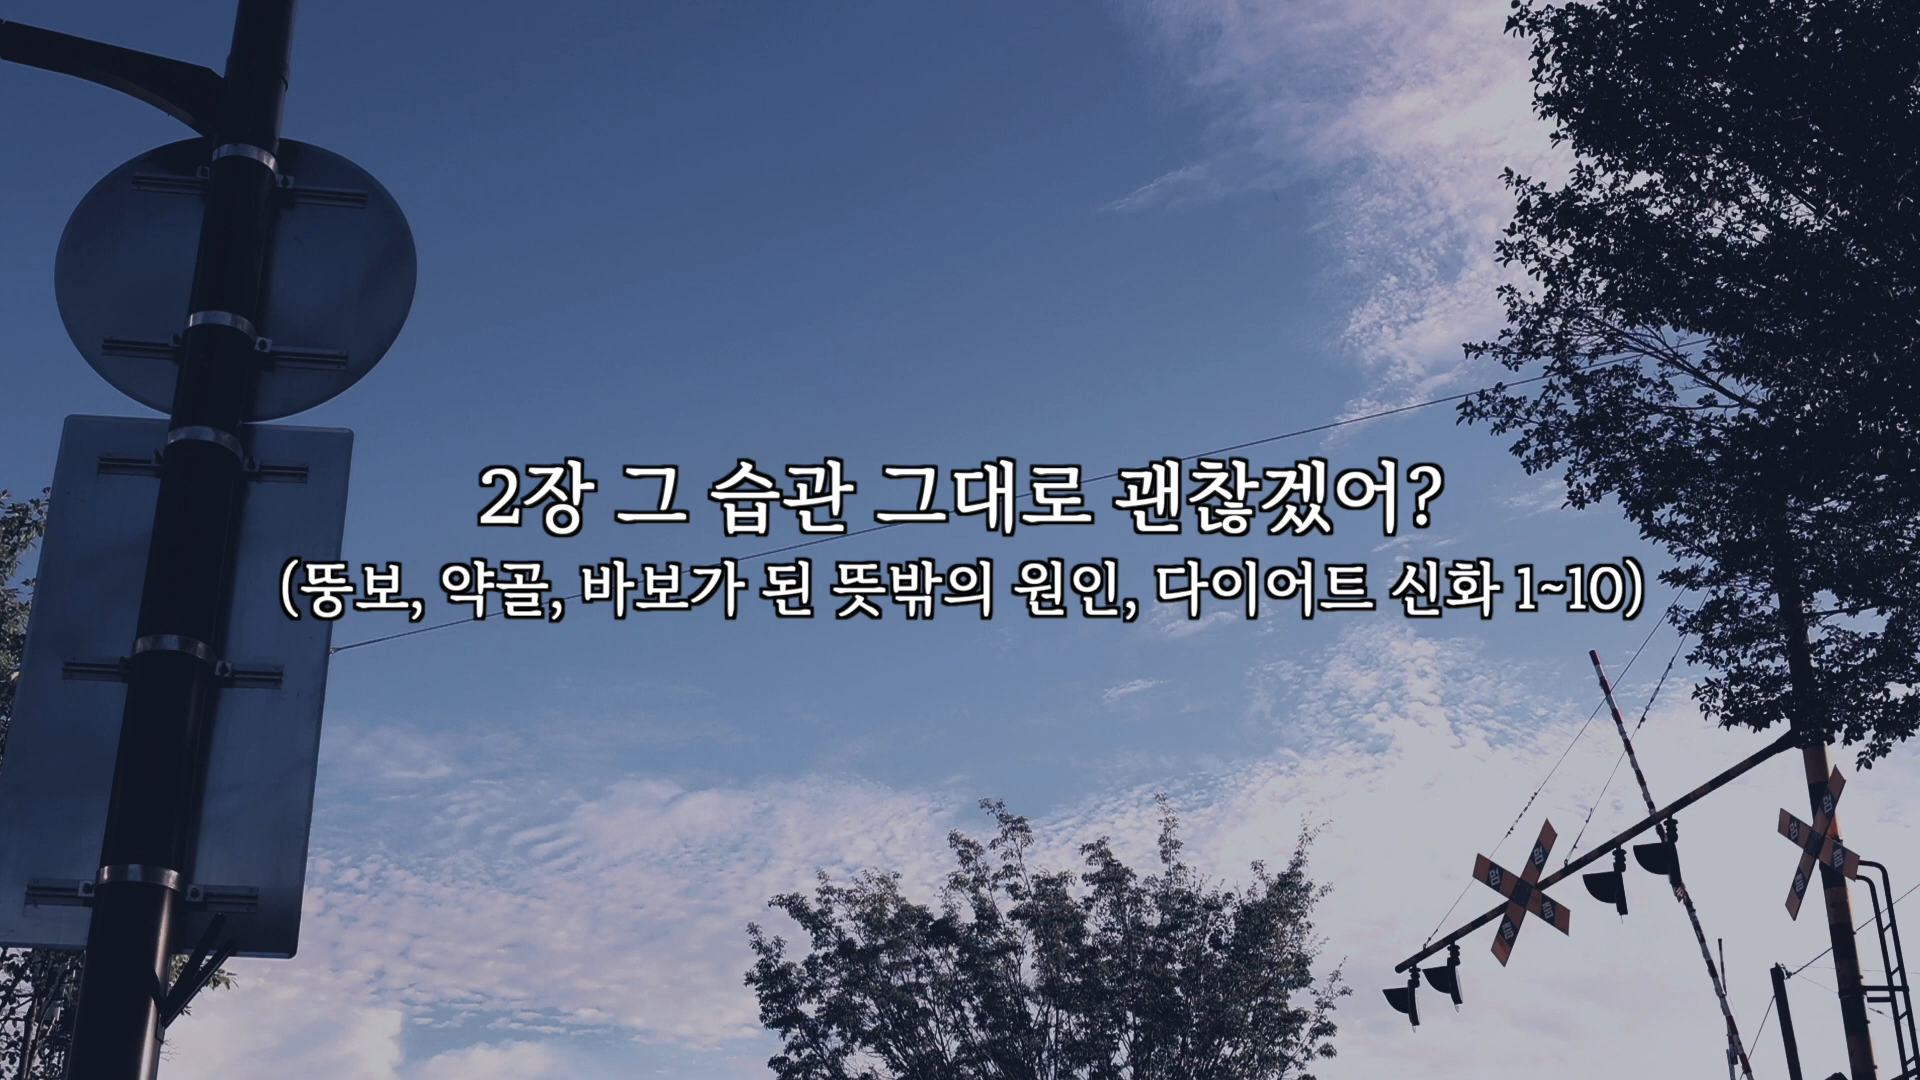 2장 그 습관 그대로 괜찮겠어?
(뚱보, 약골, 바보가 된 뜻밖의 원인, 다이어트 신화 1~10)